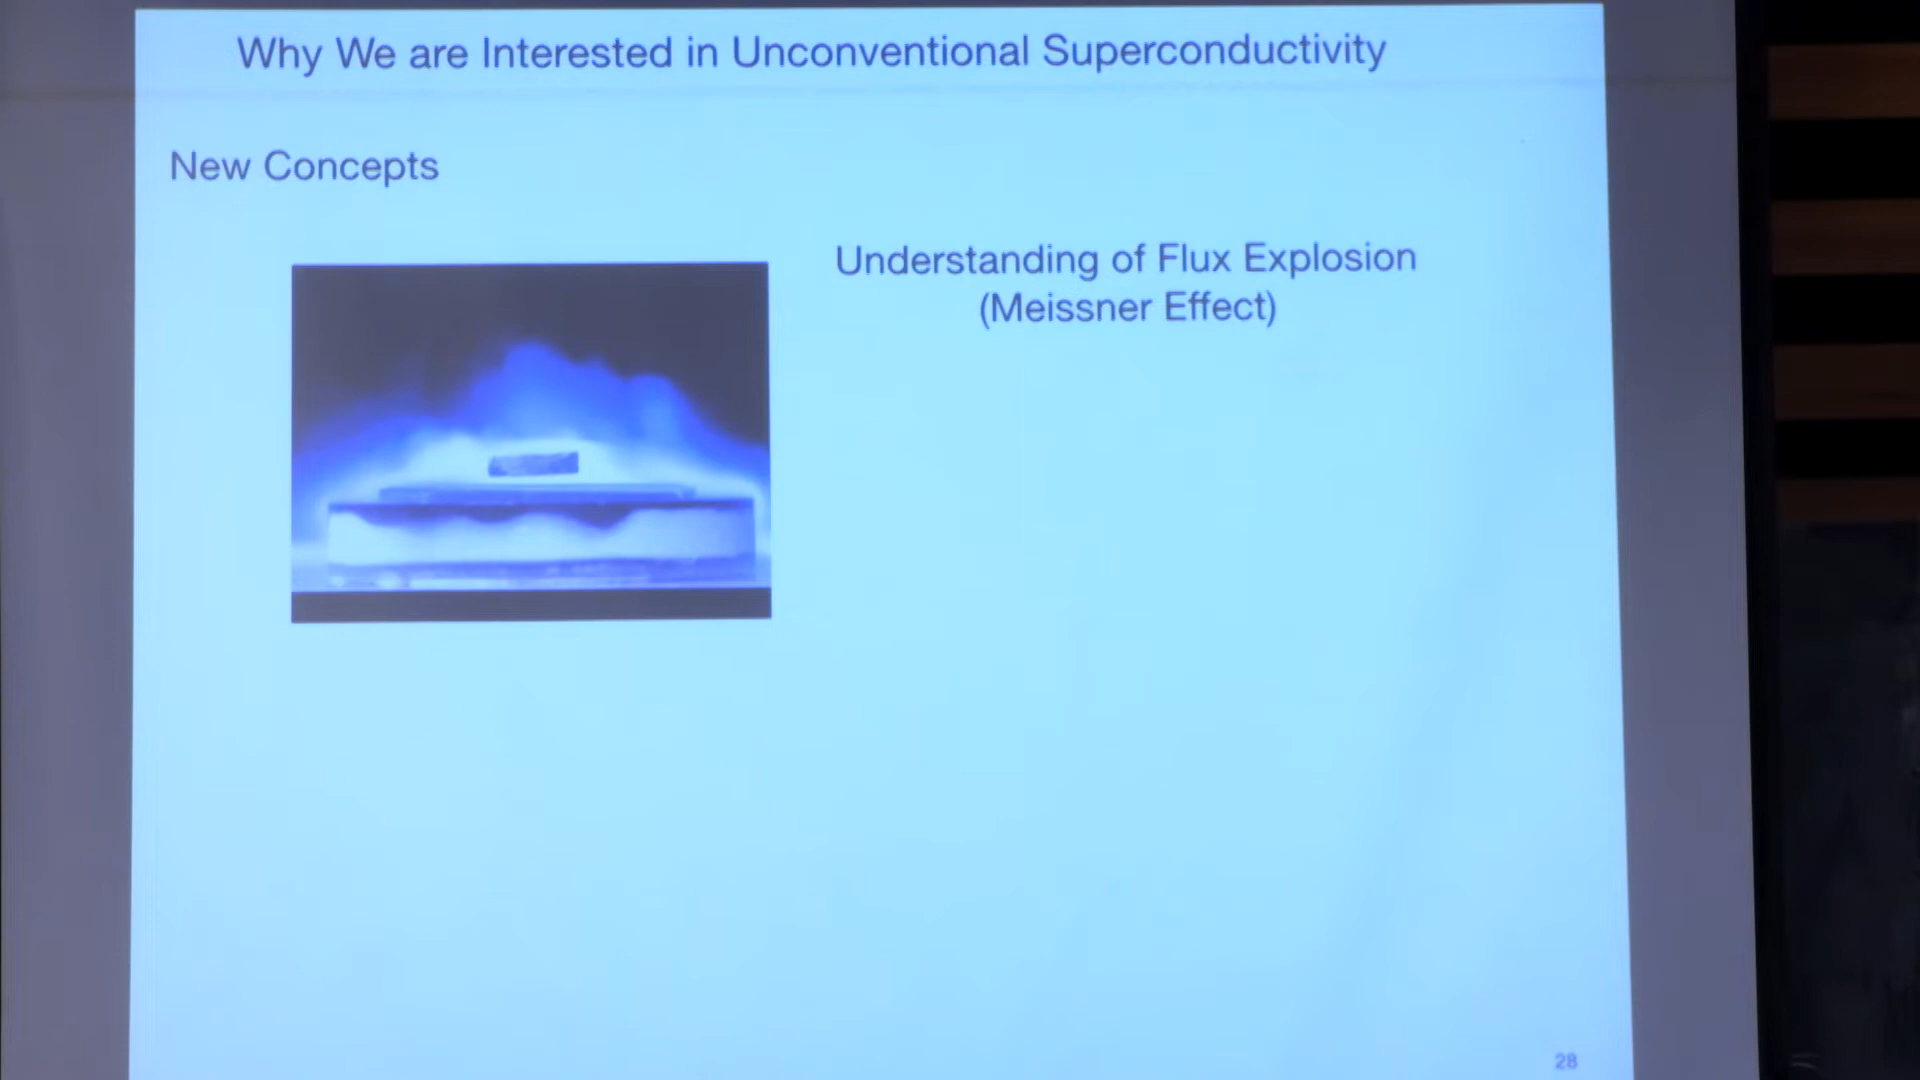 Why We are Interested in Unconventional Superconductivity
New Concepts
Understanding of Flux Explosion
(Meissner Effect)
28